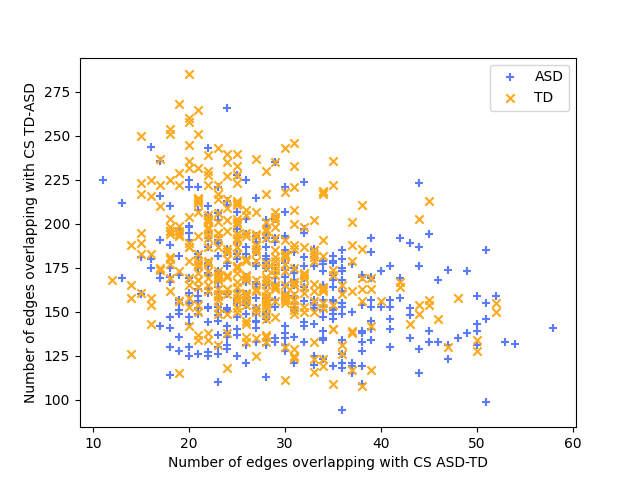 ASD
TD
275
250
225
200
175
150
125
100
Number of edges overlapping with CS TD-ASD
10 20 30 40 50 60
Number of edges overlapping with CS ASD-TD